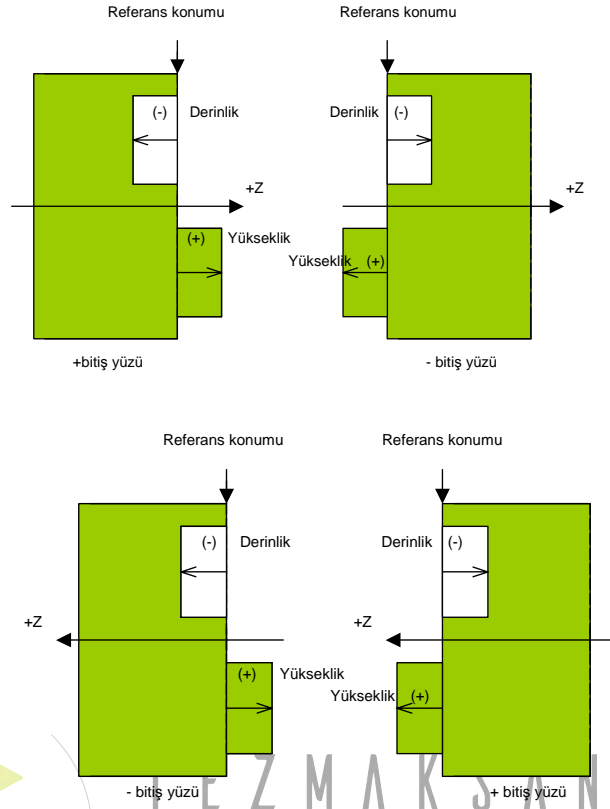 Referans konumu Referans konumu
(-) Derinlik Derinlik (-)
+Z +Z
(+) Yükseklik
Yükseklik (+)
+bitiş yüzü - bitiş yüzü
Referans konumu Referans konumu
(-) Derinlik Derinlik (-)
+Z +Z
(+) Yükseklik
Yükseklik (+)
TEZMAKSAN
- bitiş yüzü + bitiş yüzü